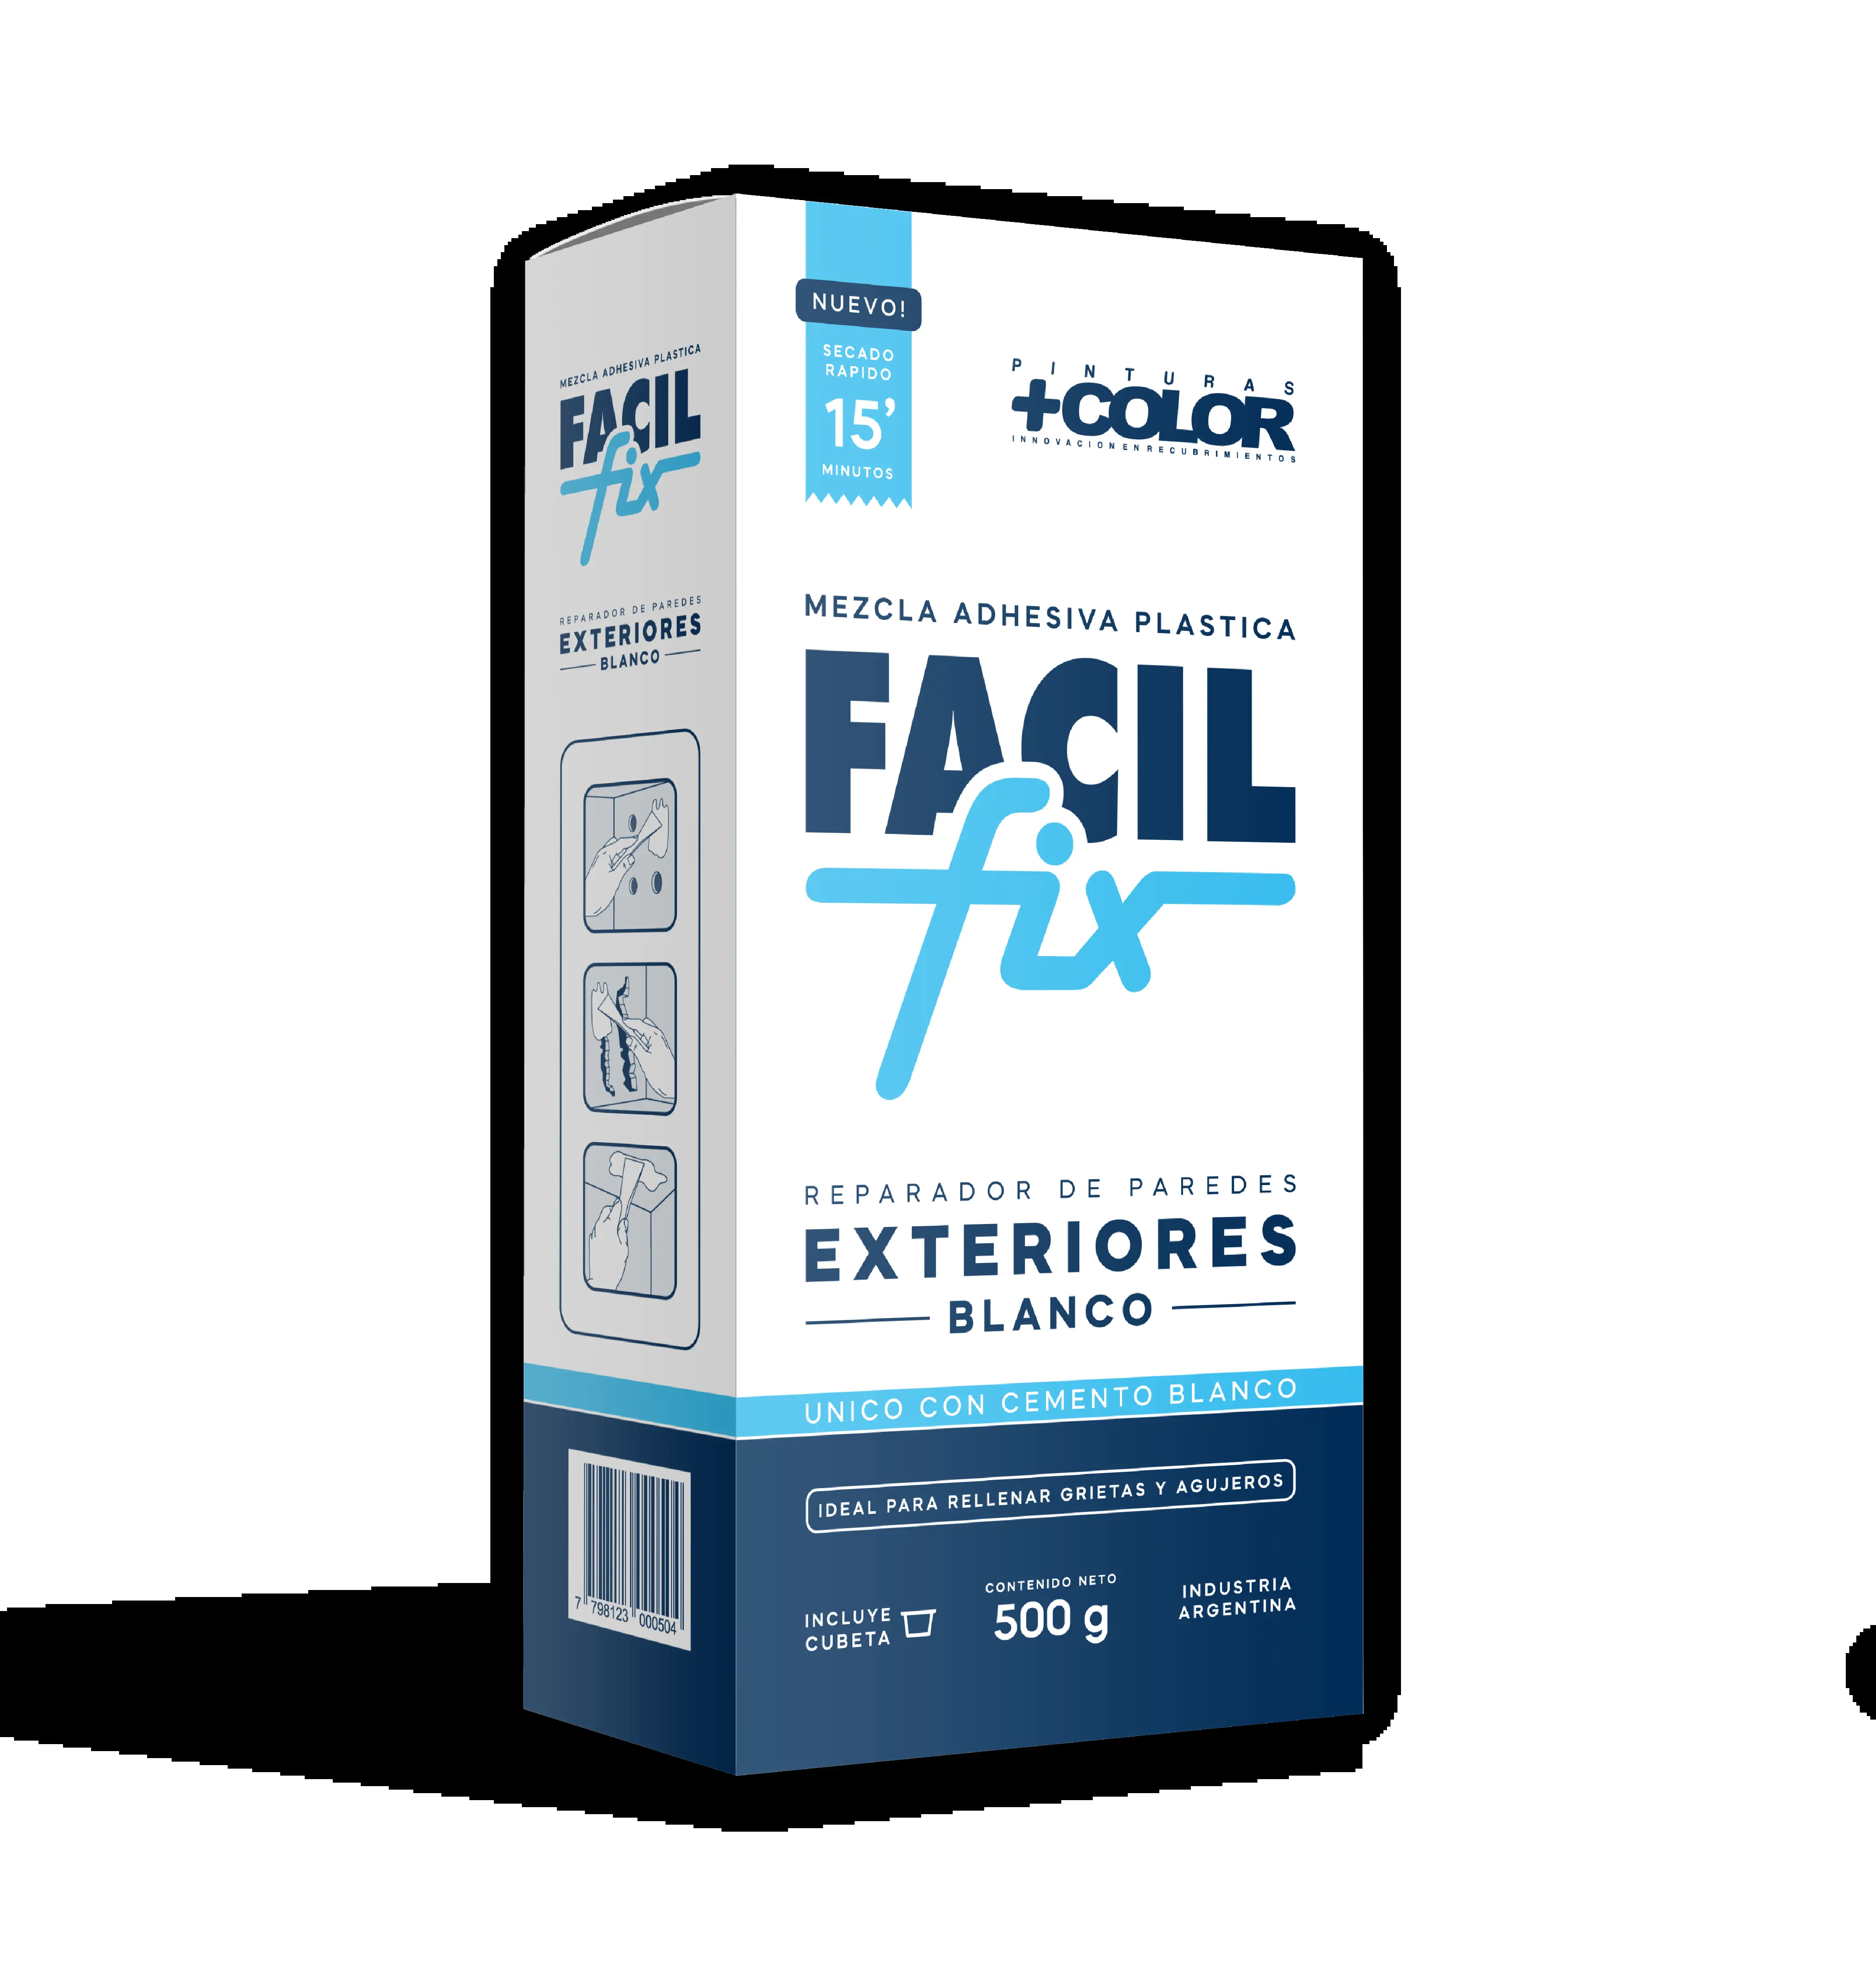 MEZCLA ADHESIVA PLASTICA
FACIL
fix
REPARADOR DE PAREDES
EXTERIORES
BLANCO
7 798123 000504
NUEVO!
SECADO
RAPIDO
15'
MINUTOS
PINTURAS
+COLOR
INNOVACION EN RECUBRIMIENTOS
MEZCLA ADHESIVA PLASTICA
FACIL
fix
REPARADOR DE PAREDES
EXTERIORES
BLANCO
UNICO CON CEMENTO BLANCO
IDEAL PARA RELLENAR GRIETAS Y AGUJEROS
INCLUYE
CUBETA
CONTENIDO NETO
500 g
INDUSTRIA
ARGENTINA